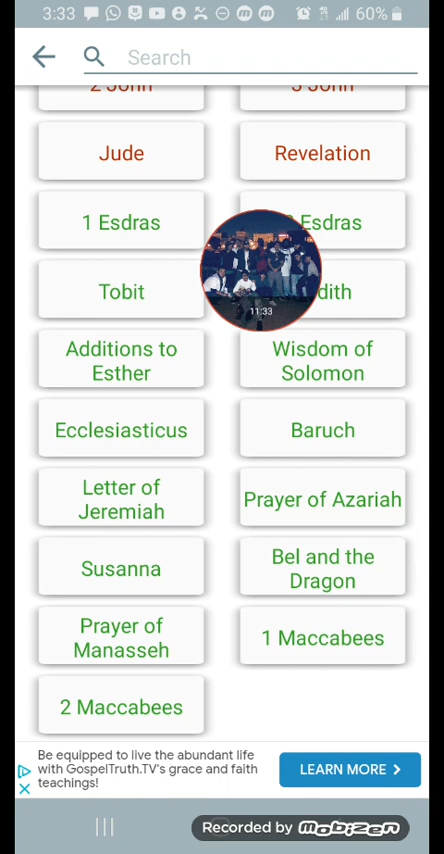 3:33
60%
Search
2 John
3 John
Jude
Revelation
1 Esdras
Esdras
Tobit
dith
Additions to
Esther
Wisdom of
Solomon
Ecclesiasticus
Baruch
Letter of
Jeremiah
Prayer of Azariah
Susanna
Bel and the
Dragon
Prayer of
Manasseh
1 Maccabees
2 Maccabees
11:33
Be equipped to live the abundant life
with GospelTruth.TV's grace and faith
teachings!
LEARN MORE
Recorded by Mobizen